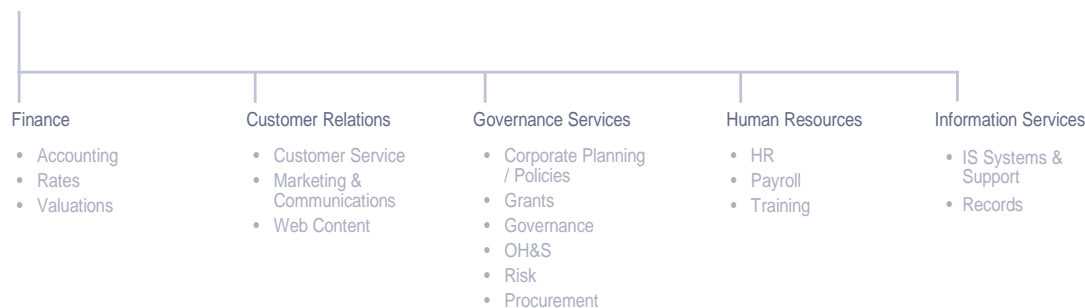 Finance
• Accounting
• Rates
• Valuations
Customer Relations
• Customer Service
• Marketing &
Communications
• Web Content
Governance Services
• Corporate Planning
/ Policies
• Grants
• Governance
• OH&S
• Risk
• Procurement
Human Resources
• HR
• Payroll
• Training
Information Services
• IS Systems &
Support
• Records